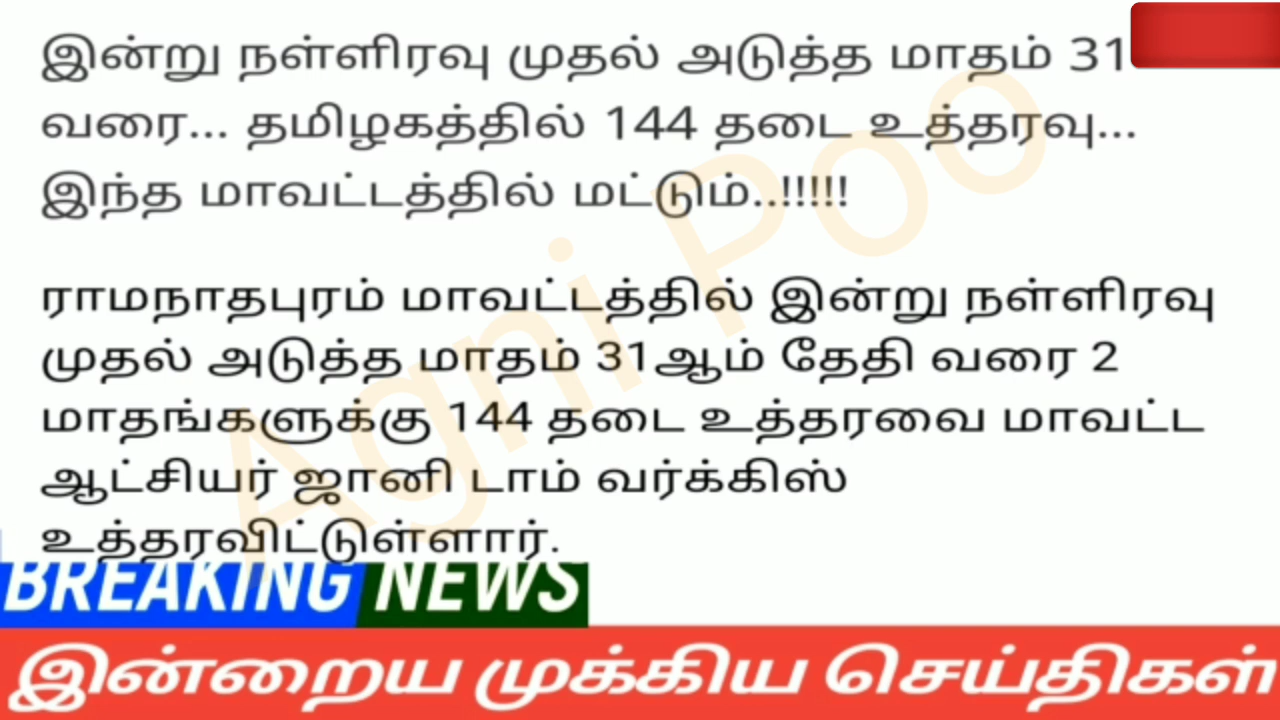 இன்று நள்ளிரவு முதல் அடுத்த மாதம் 31
வரை... தமிழகத்தில் 144 தடை உத்தரவு...
இந்த மாவட்டத்தில் மட்டும்..!!!!!
ராமநாதபுரம் மாவட்டத்தில் இன்று நள்ளிரவு
முதல் அடுத்த மாதம் 31ஆம் தேதி வரை 2
மாதங்களுக்கு 144 தடை உத்தரவை மாவட்ட
ஆட்சியர் ஜானி டாம் வர்க்கிஸ்
உத்தரவிட்டுள்ளார்.
Agni Poo
BREAKING NEWS
இன்றைய முக்கிய செய்திகள்